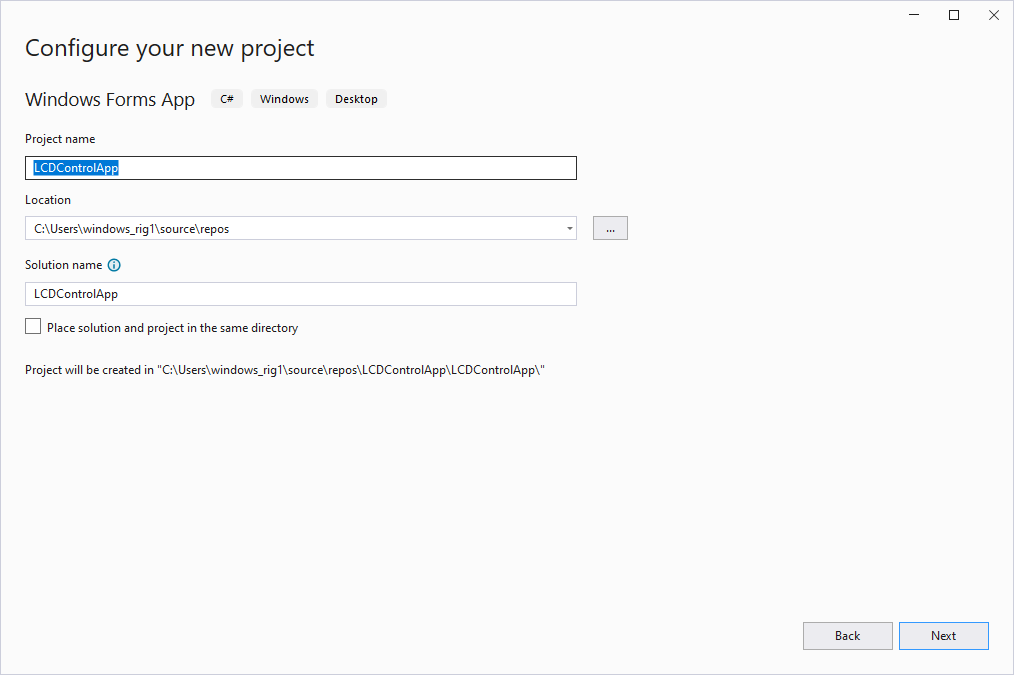 Configure your new project
Windows Forms App C# Windows Desktop
Project name
LCDControlApp
Location
C:\Users\windows_rig1\source\repos
...
Solution name
LCDControlApp
Place solution and project in the same directory
Project will be created in "C:\Users\windows_rig1\source\repos\LCDControlApp\LCDControlApp\"
Back Next